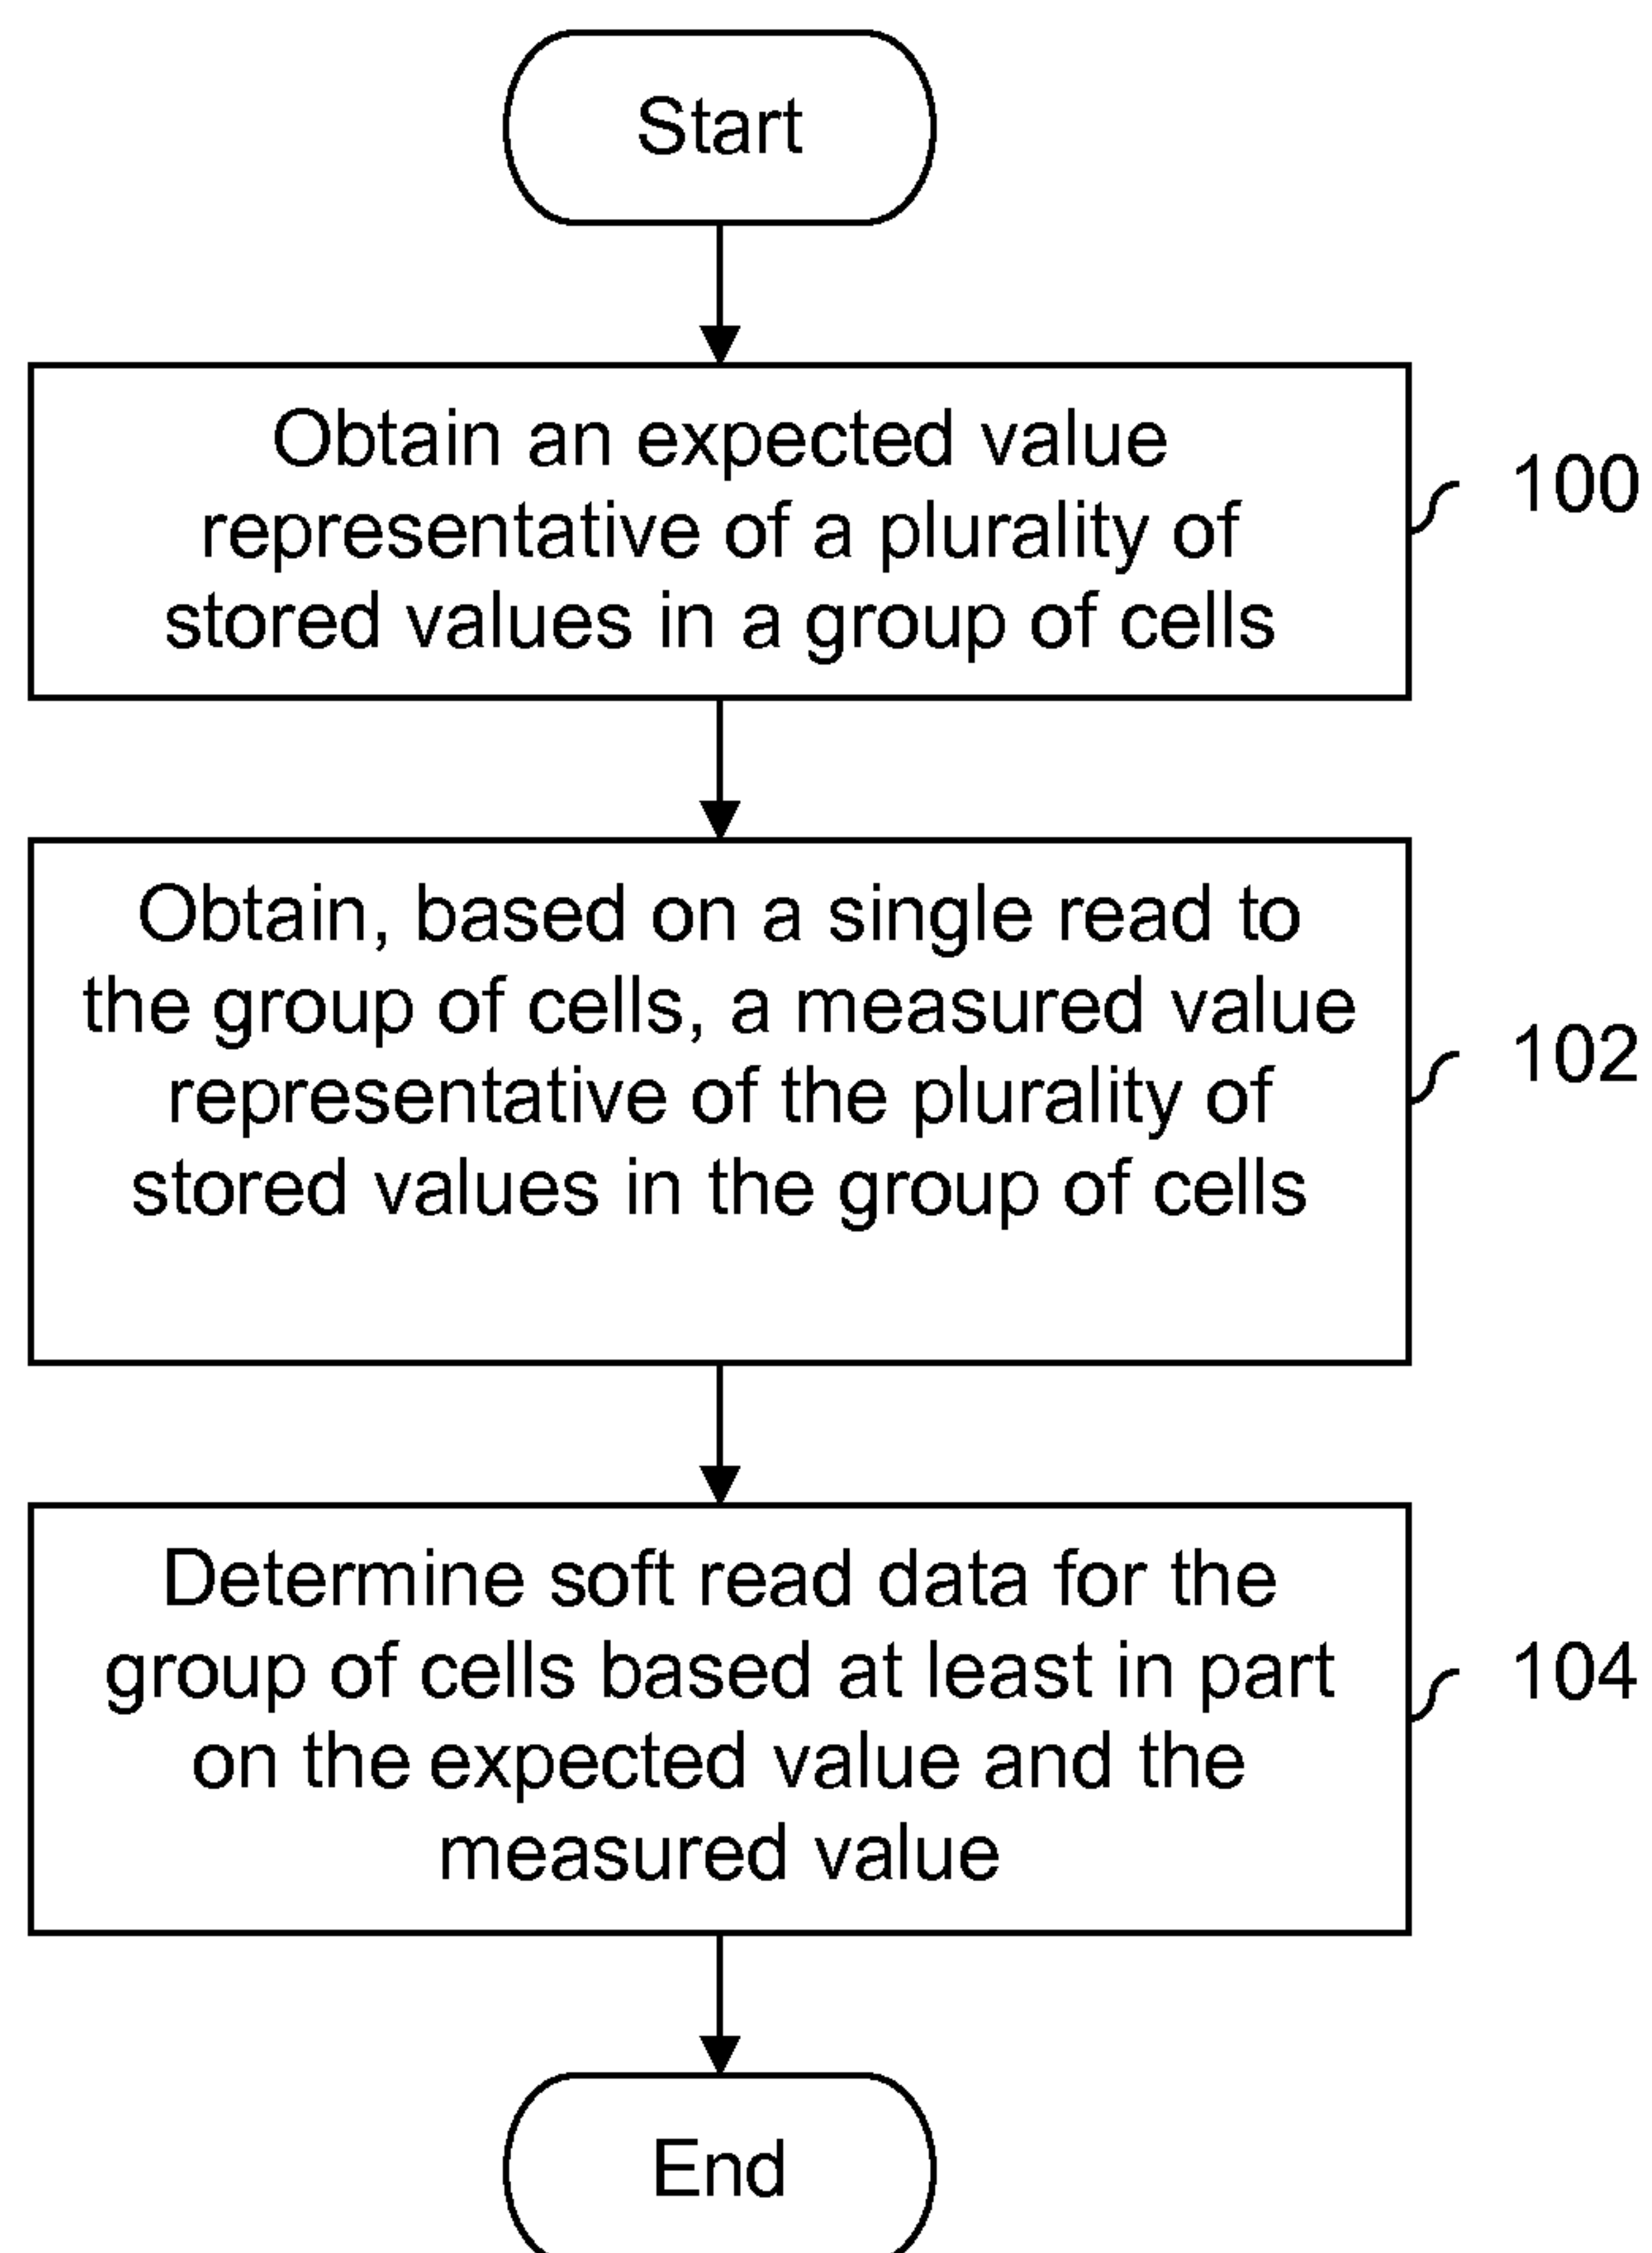 Start
Obtain an expected value
representative of a plurality of
stored values in a group of cells
100
Obtain, based on a single read to
the group of cells, a measured value
representative of the plurality of
stored values in the group of cells
102
Determine soft read data for the
group of cells based at least in part
on the expected value and the
measured value
104
End